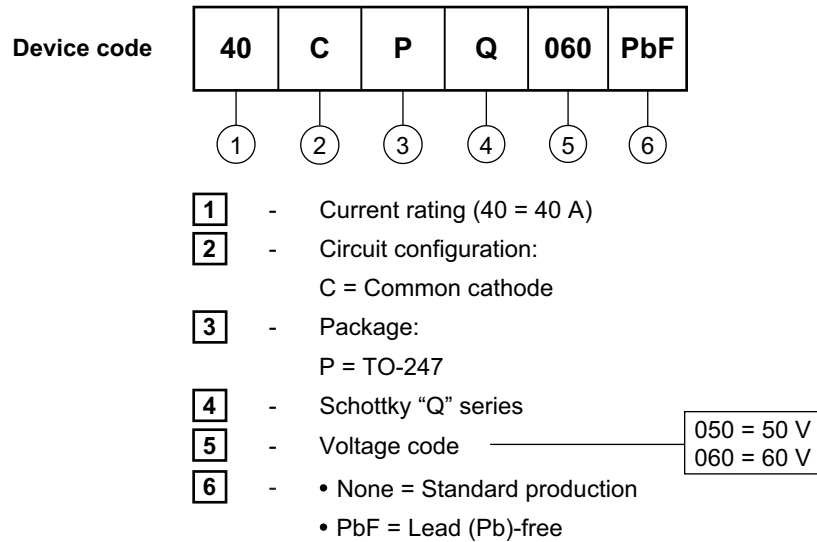 Device code 40 C P Q 060 PbF
1 2 3 4 5 6
1 - Current rating (40 = 40 A)
2 - Circuit configuration:
C = Common cathode
3 - Package:
P = TO-247
4 - Schottky “Q” series
5 - Voltage code
050 = 50 V
060 = 60 V
6 - • None = Standard production
• PbF = Lead (Pb)-free